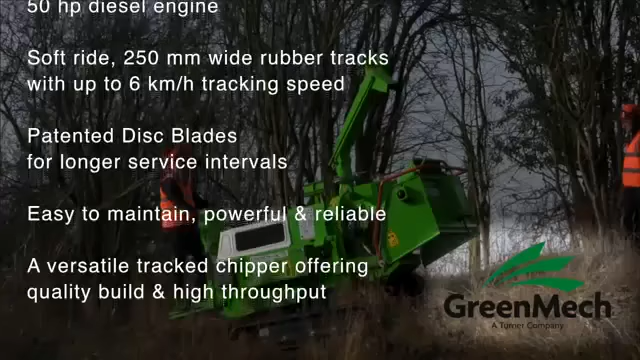 50 hp diesel engine
Soft ride, 250 mm wide rubber tracks
with up to 6 km/h tracking speed
Patented Disc Blades
for longer service intervals
Easy to maintain, powerful & reliable
A versatile tracked chipper offering
quality build & high throughput
GreenMech
A Turner Company